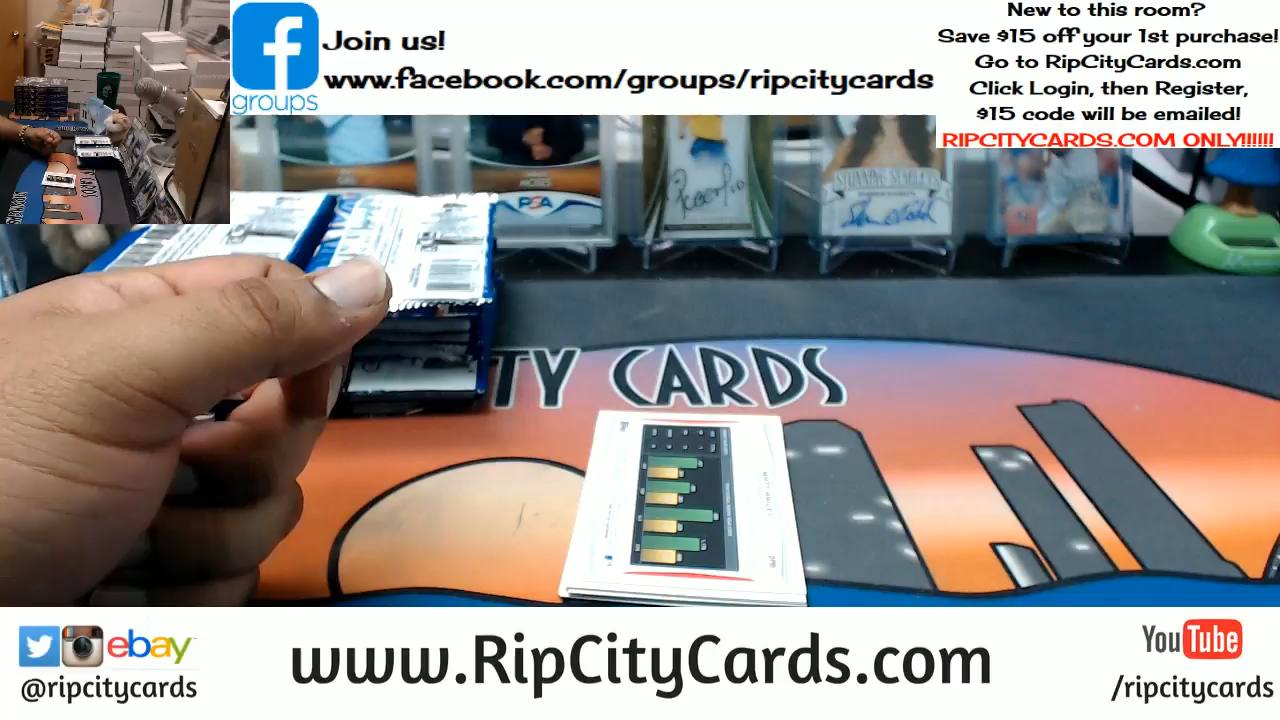 Join us!
www.facebook.com/groups/ripcitycards
groups
New to this room?
Save $15 off your 1st purchase!
Go to RipCityCards.com
Click Login, then Register,
$15 code will be emailed!
RIPCITYCARDS.COM ONLY!!!!!!
PSA
TY CARDS
ebay
@ripcitycards
www.RipCityCards.com
YouTube
/ripcitycards